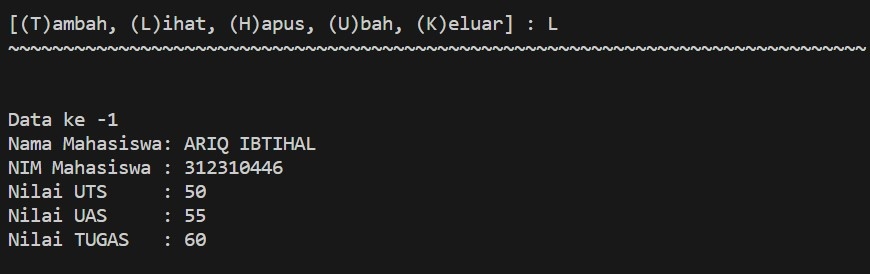 [(T)ambah, (L)ihat, (H)apus, (U)bah, (K)eluar] : L
~~~~~~~~~~~~~~~~~~~~~~~~~~~~~~~~~~~~~~~~~~~~~~~~~~~~~~~~~~~~~~~~~~~~~~~~~~~~~~
Data ke -1
Nama Mahasiswa: ARIQ IBTIHAL
NIM Mahasiswa : 312310446
Nilai UTS     : 50
Nilai UAS     : 55
Nilai TUGAS   : 60